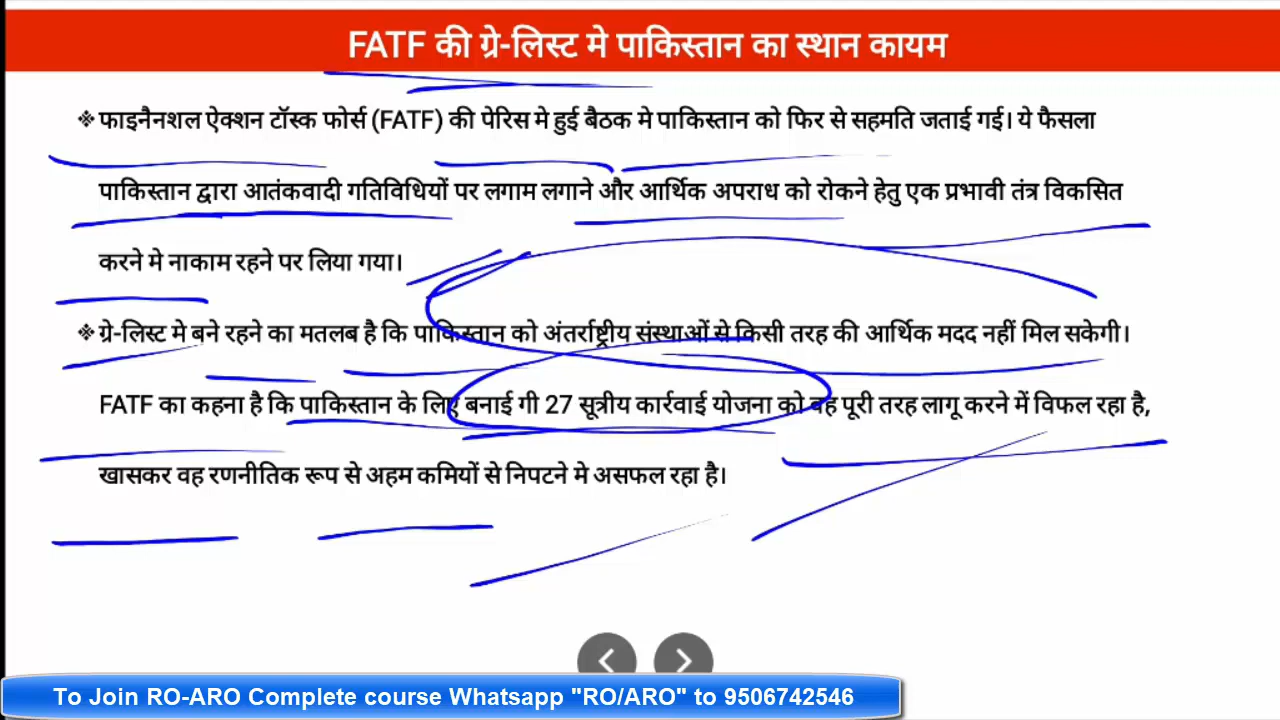 FATF की ग्रे-लिस्ट मे पाकिस्तान का स्थान कायम
❖ फाइनैनशल ऐक्शन टॉस्क फोर्स (FATF) की पेरिस मे हुई बैठक मे पाकिस्तान को फिर से सहमति जताई गई। ये फैसला
पाकिस्तान द्वारा आतंकवादी गतिविधियों पर लगाम लगाने और आर्थिक अपराध को रोकने हेतु एक प्रभावी तंत्र विकसित
करने मे नाकाम रहने पर लिया गया।
❖ ग्रे-लिस्ट मे बने रहने का मतलब है कि पाकिस्तान को अंतर्राष्ट्रीय संस्थाओं से किसी तरह की आर्थिक मदद नहीं मिल सकेगी।
FATF का कहना है कि पाकिस्तान के लिए बनाई गी 27 सूत्रीय कार्रवाई योजना को वह पूरी तरह लागू करने में विफल रहा है,
खासकर वह रणनीतिक रूप से अहम कमियों से निपटने मे असफल रहा है।
To Join RO-ARO Complete course Whatsapp "RO/ARO" to 9506742546